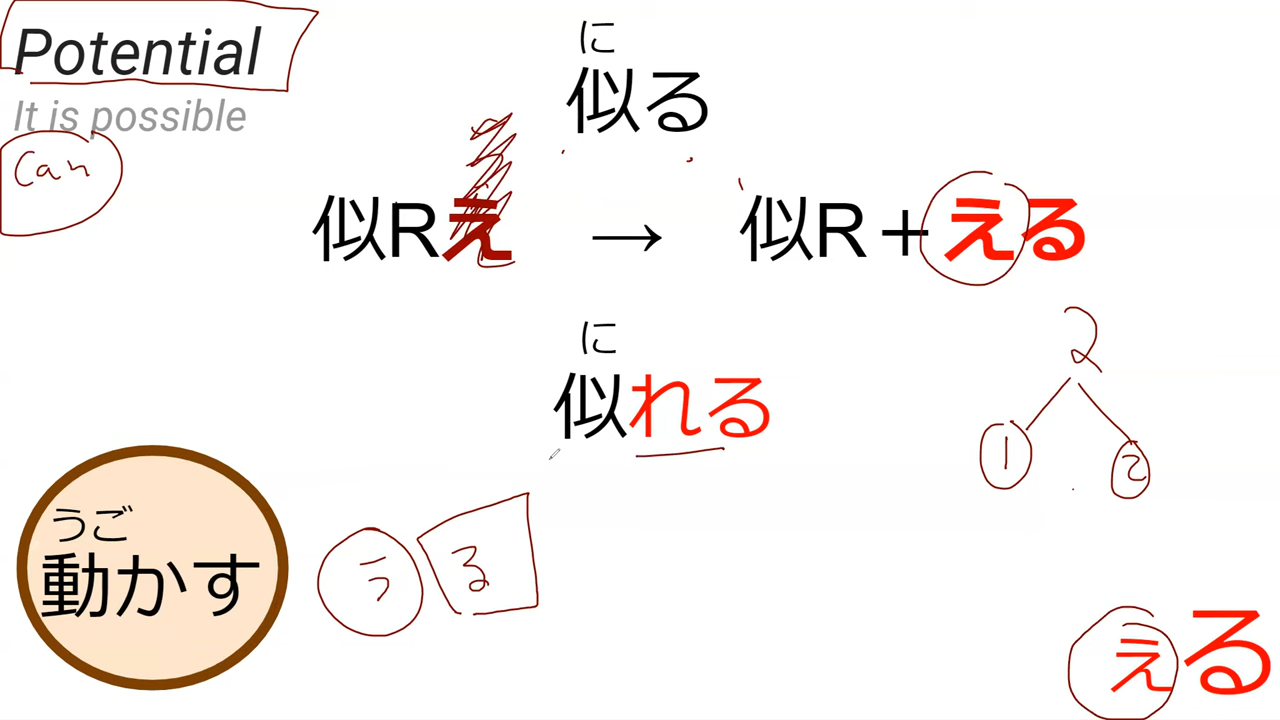 Potential
It is possible
Can
に
似る
似Rえ → 似R+える
に
似れる
2
1 2
うご
動かす
う る
える